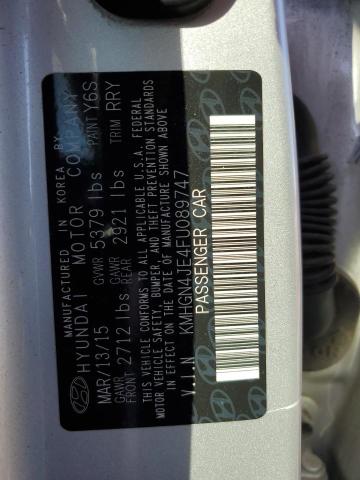 MANUFACTURED IN KOREA BY
HYUNDAI MOTOR COMPANY
MAR/13/15 GVWR 5379 lbs PAINT Y6S
GAWR FRONT 2712 lbs GAWR REAR 2921 lbs TRIM RRY
THIS VEHICLE CONFORMS TO ALL APPLICABLE U.S.A. FEDERAL
MOTOR VEHICLE SAFETY, BUMPER, AND THEFT PREVENTION STANDARDS
IN EFFECT ON THE DATE OF MANUFACTURE SHOWN ABOVE
V.I.N KMHGN4JE4FU089747
PASSENGER CAR